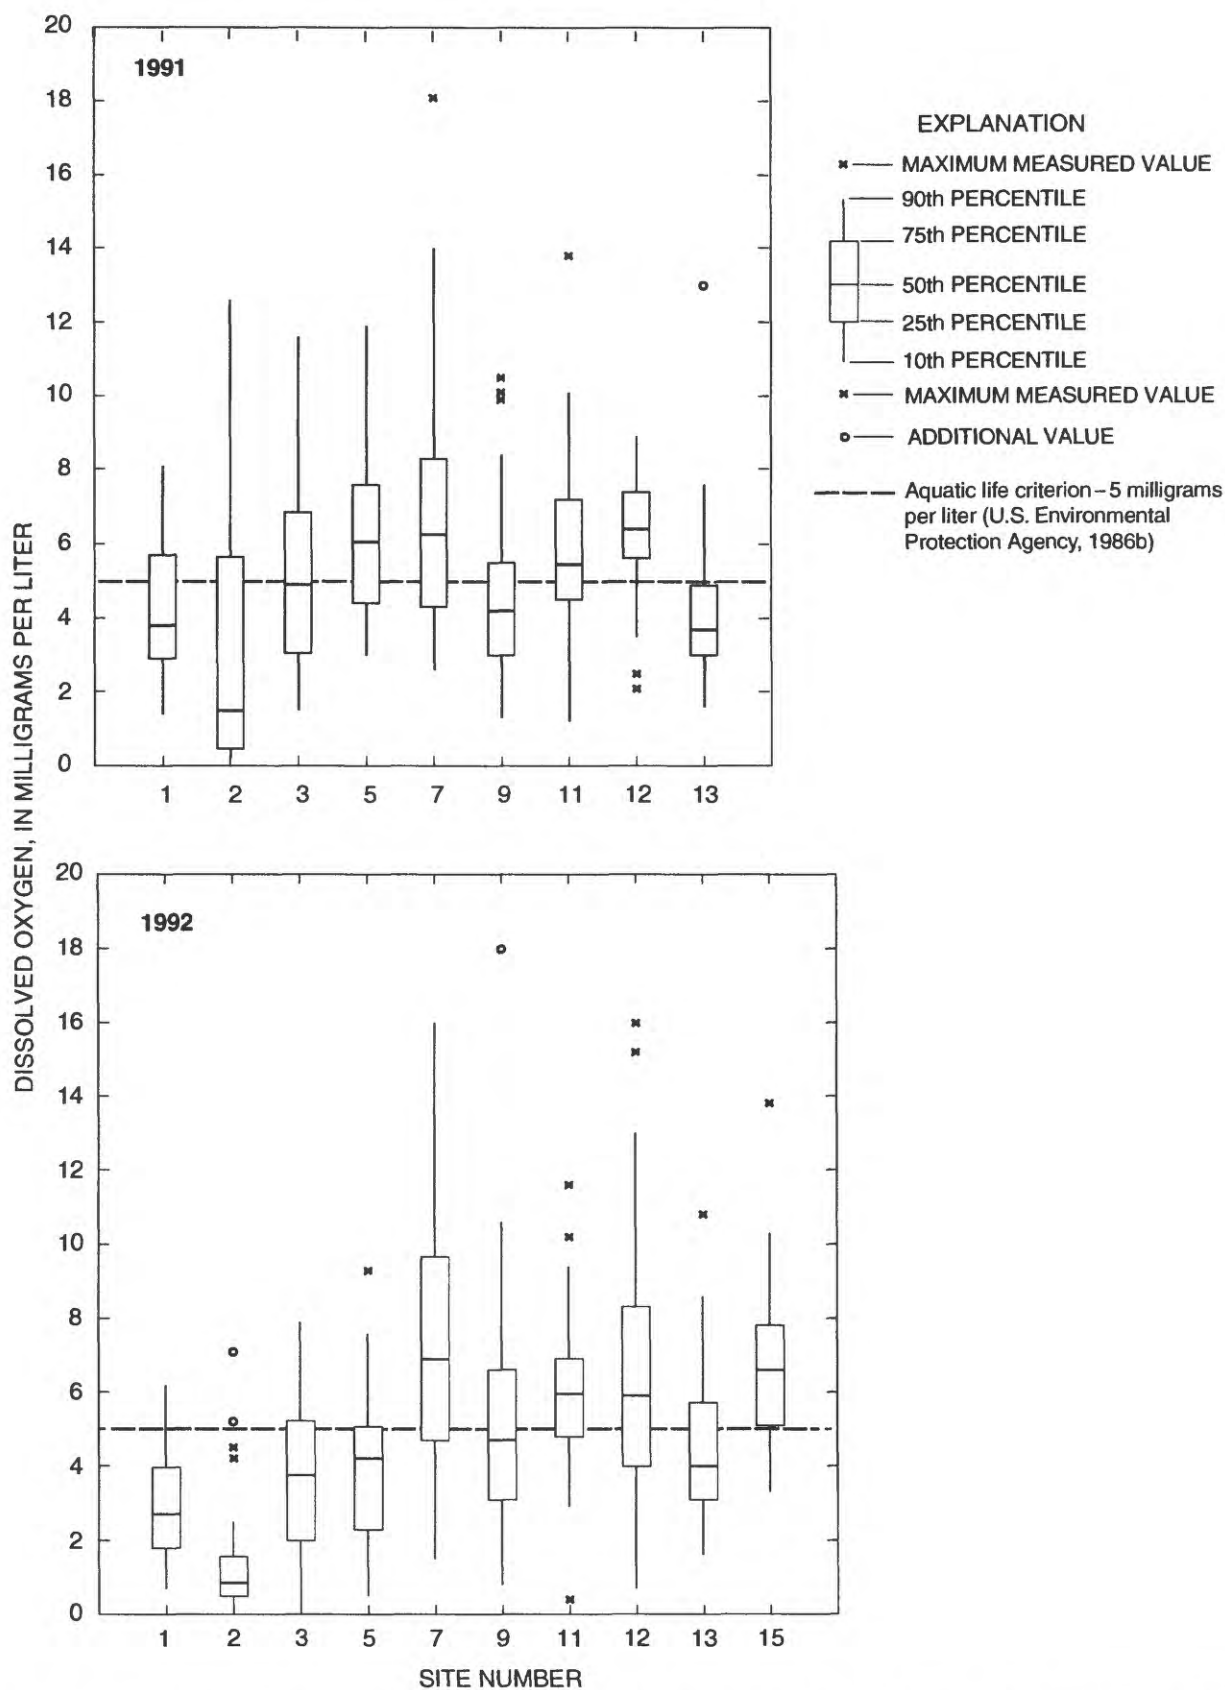 DISSOLVED OXYGEN, IN MILLIGRAMS PER LITER
1991
20
18
16
14
12
10
8
6
4
2
0
1 2 3 5 7 9 11 12 13
EXPLANATION
MAXIMUM MEASURED VALUE
90th PERCENTILE
75th PERCENTILE
50th PERCENTILE
25th PERCENTILE
10th PERCENTILE
MAXIMUM MEASURED VALUE
ADDITIONAL VALUE
Aquatic life criterion – 5 milligrams
per liter (U.S. Environmental
Protection Agency, 1986b)
1992
20
18
16
14
12
10
8
6
4
2
0
1 2 3 5 7 9 11 12 13 15
SITE NUMBER